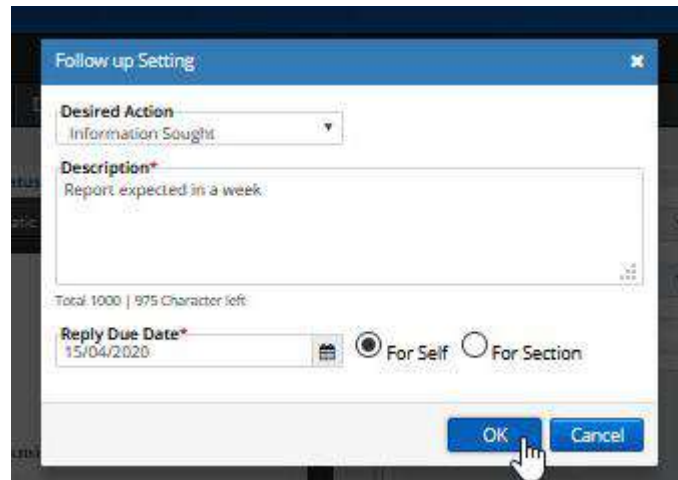 Follow up Setting
Desired Action
Information Sought
Description*
Report expected in a week
Total 1000 | 975 Character left
Reply Due Date*
15/04/2020
For Self For Section
OK Cancel